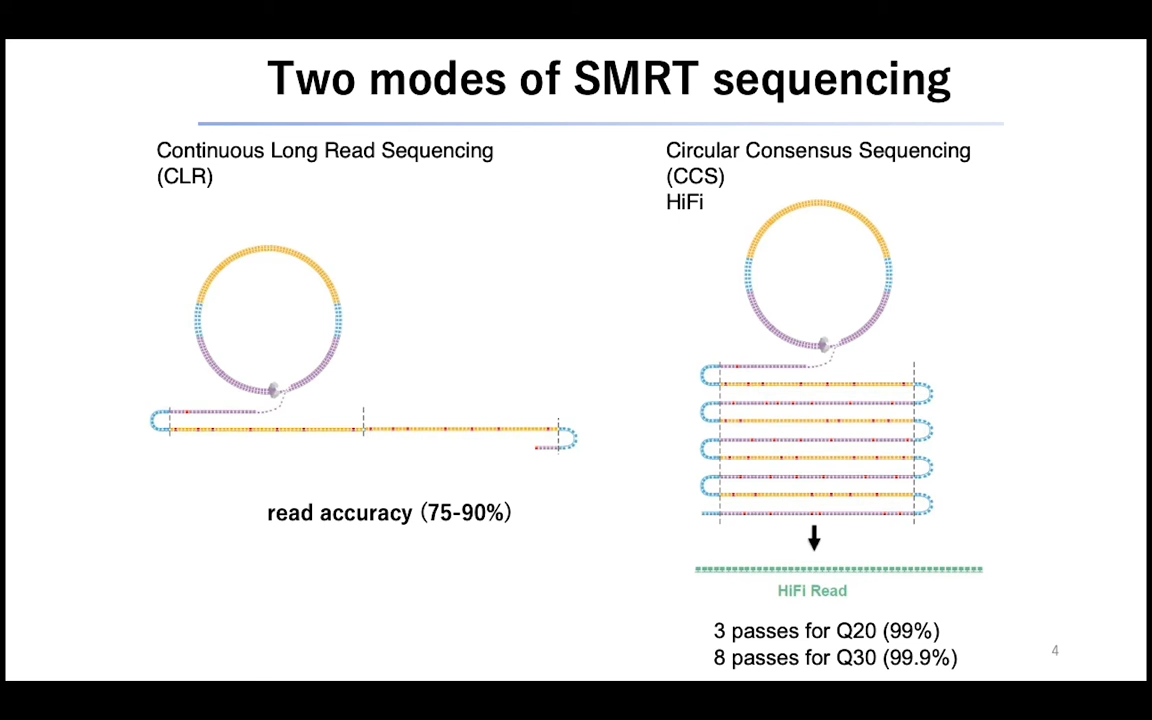 Two modes of SMRT sequencing
Continuous Long Read Sequencing
(CLR)
read accuracy (75-90%)
Circular Consensus Sequencing
(CCS)
HiFi
HiFi Read
3 passes for Q20 (99%)
8 passes for Q30 (99.9%)
4